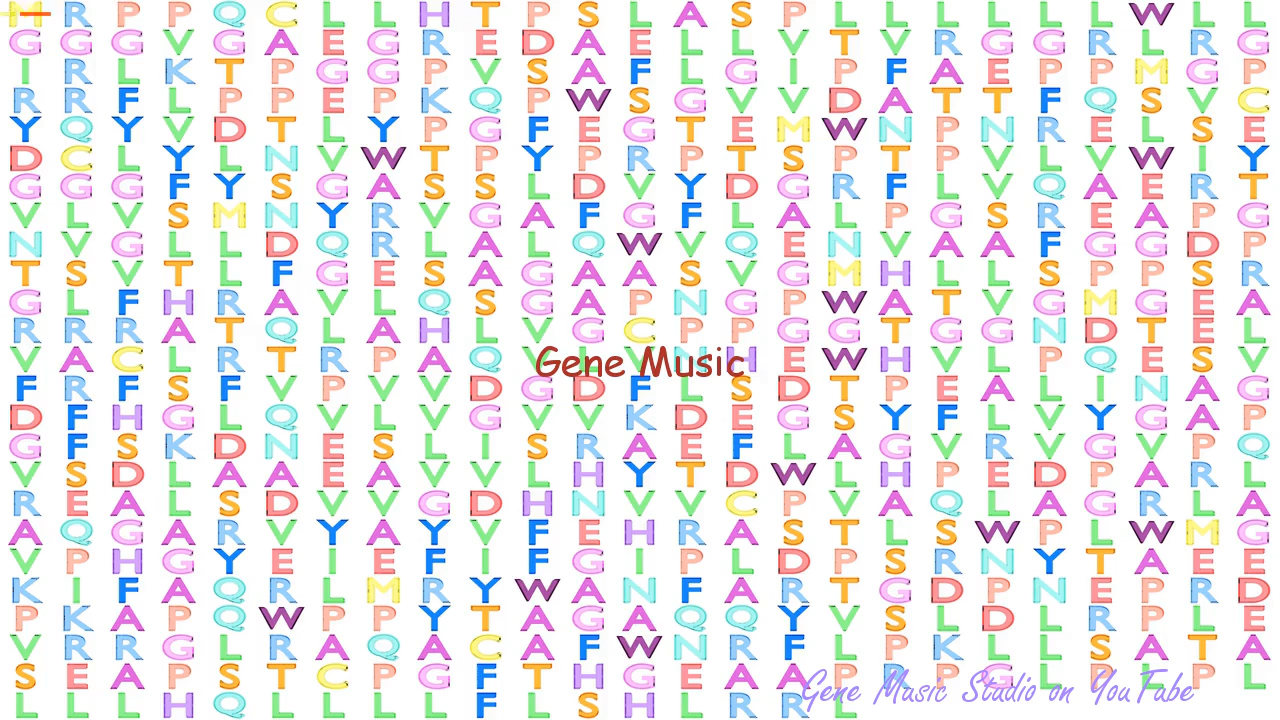 M R P P Q C L L H T P S L A S P L L L L L L W L L
G G G V G A E G R E D A E L L V T V R G G R L R G
I R L K T P G G P V S A F L G I P F A E P P M G P
R R F L P P E P K Q P W S G V V D A T T F Q S V C
Y Q Y V D T L Y P G F E G T E M W N P N R E L S E
D C L Y L N V W T P Y P R P T S P T P V L V W I Y
G G G F Y S G A S S L D V Y D G R F L V Q A E R T
V L V S M N Y R V G A F G F L A L P G S R E A P G
N V G L L D Q R L A L Q W V Q E N V A A F G G D P
T S V T L F G E S A G A A S V G M H L L S P P S R
G L F H R A V L Q S G A P N G P W A T V G M G E A
R R R A T Q L A H L V G C P P G G T G G N D T E L
V A C L R T R P A Q V L V N H E W H V L P Q E S A
F R F S F V P V V D G D F L S D T P E A L I N A G
D F H G L Q V V V G V V K D E G S Y F L V Y G A P
G F S K D N E S L I S R A E F L A G V R V G V P Q
V S D L A A E A V V L H Y T D W L H P E D P A R L
R E A L S D V V G D H N V V C P V A Q L A G R L A
A Q G A R V Y A Y V F E H R A S T L S W P L W M G
V P H G Y E I E F I F G I P L D P S R N Y T A E E
K I F A Q R L M R Y W A N F A R T G D P N E P R D
P K A P Q W P P Y T A G A Q Q Y V S L D L R P L E
V R R G L R A Q A C A F W N R F L P K L L S A T A
S E A P S T C P G F T H G E A A P R P G L P P P L
L L L H Q L L L L F L S H L R R L
Gene Music
Gene Music Studio on YouTube